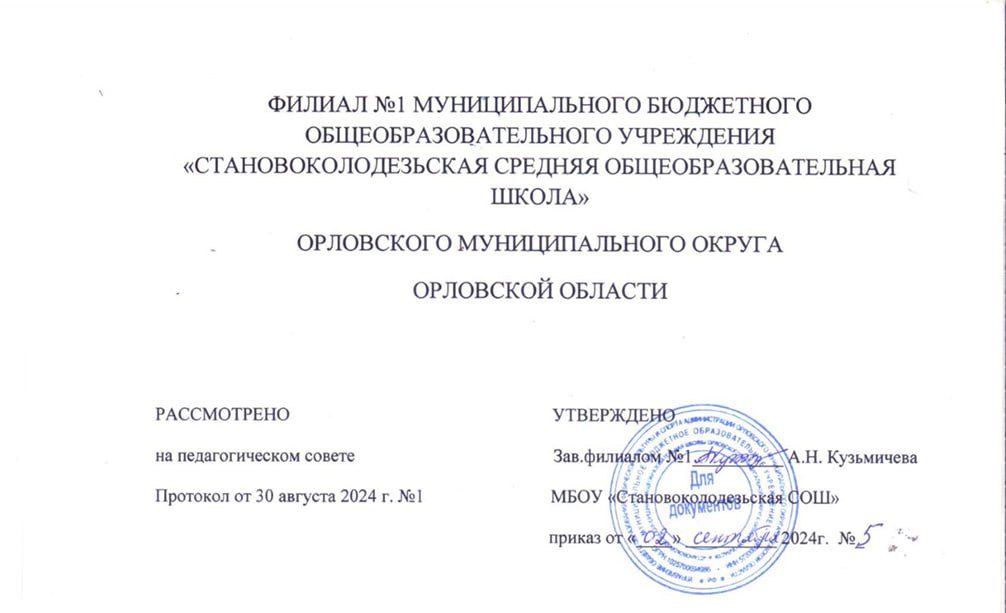 ФИЛИАЛ №1 МУНИЦИПАЛЬНОГО БЮДЖЕТНОГО
ОБЩЕОБРАЗОВАТЕЛЬНОГО УЧРЕЖДЕНИЯ
«СТАНОВОКОЛОДЕЗЬСКАЯ СРЕДНЯЯ ОБЩЕОБРАЗОВАТЕЛЬНАЯ
ШКОЛА»
ОРЛОВСКОГО МУНИЦИПАЛЬНОГО ОКРУГА
ОРЛОВСКОЙ ОБЛАСТИ
РАССМОТРЕНО
на педагогическом совете
Протокол от 30 августа 2024 г. №1
УТВЕРЖДЕНО
Зав.филиалом №1 А.Н. Кузьмичева
МБОУ «Становоколодезьская СОШ»
приказ от « 02 » сентября 2024г. № 5
Для
документов